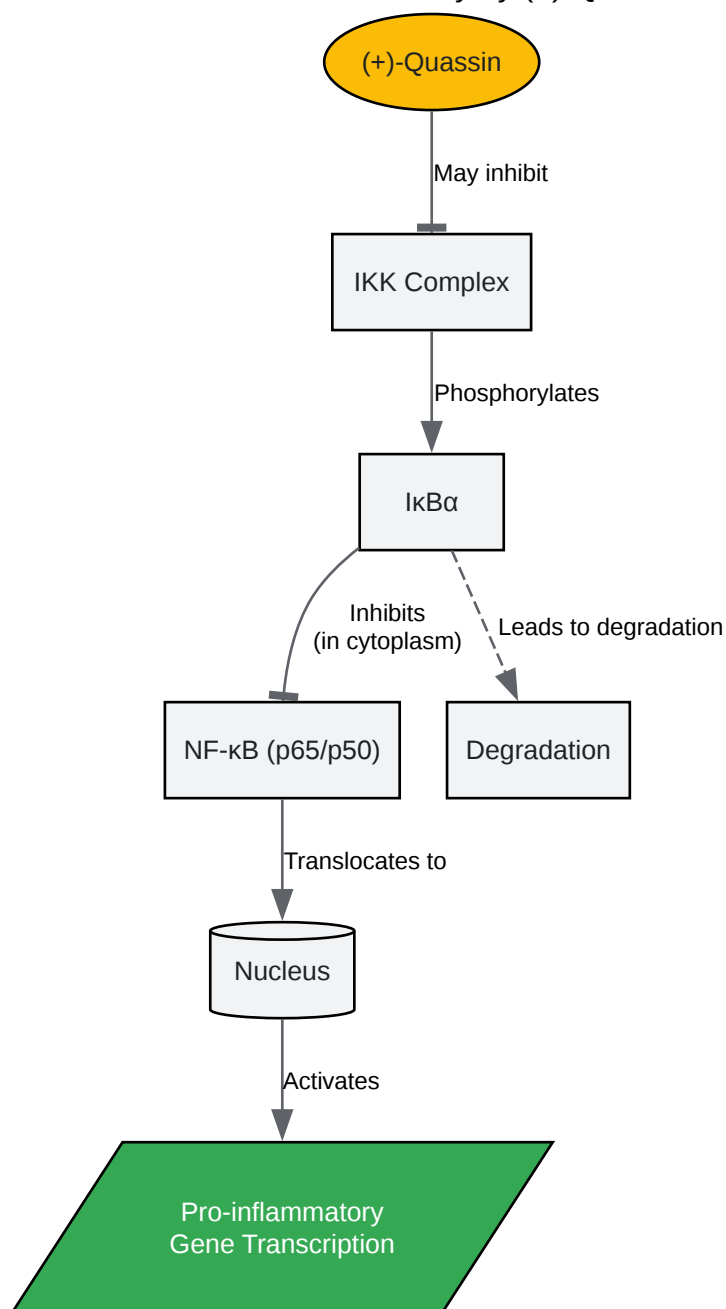 (+)-Quassin
May inhibit
IKK Complex
Phosphorylates
IκBα
Inhibits
(in cytoplasm)
Leads to degradation
NF-κB (p65/p50)
Degradation
Translocates to
Nucleus
Activates
Pro-inflammatory
Gene Transcription